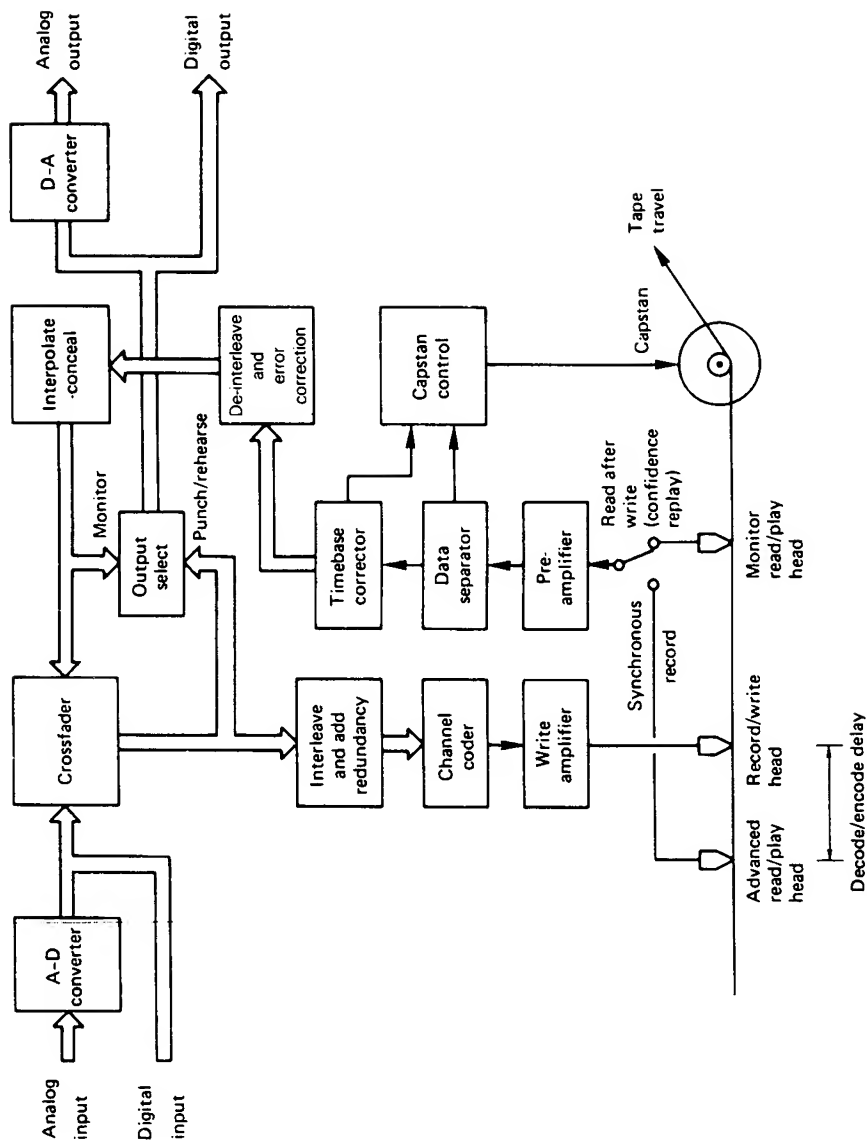 Analog
input
Digital
input
A-D
converter
Crossfader
Monitor
Output
select
Punch/rehearse
Interpolate
-conceal
D-A
converter
Analog
output
Digital
output
Interleave
and add
redundancy
Channel
coder
Write
amplifier
De-interleave
and
error
correction
Timebase
corrector
Data
separator
Pre-
amplifier
Capstan
control
Synchronous
record
Read after
write
(confidence
replay)
Capstan
Tape
travel
Advanced
read/play
head
Record/write
head
Monitor
read/play
head
Decode/encode delay